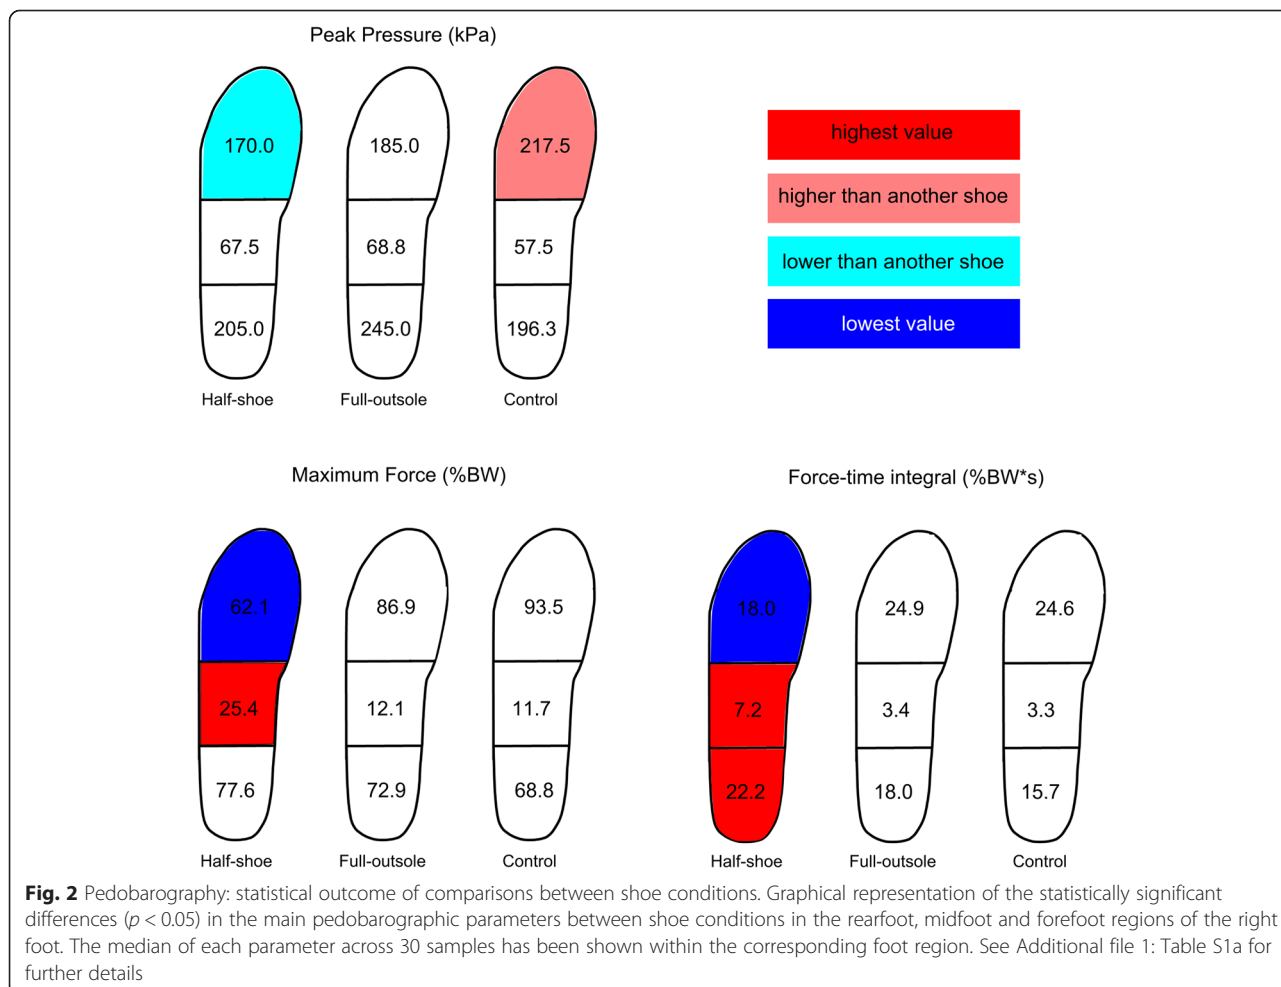 Peak Pressure (kPa)
170.0 185.0 217.5
67.5 68.8 57.5
205.0 245.0 196.3
Half-shoe Full-outsole Control
highest value
higher than another shoe
lower than another shoe
lowest value
Maximum Force (%BW)
62.1 86.9 93.5
25.4 12.1 11.7
77.6 72.9 68.8
Half-shoe Full-outsole Control
Force-time integral (%BW*s)
18.0 24.9 24.6
7.2 3.4 3.3
22.2 18.0 15.7
Half-shoe Full-outsole Control
Fig. 2 Pedobarography: statistical outcome of comparisons between shoe conditions. Graphical representation of the statistically significant
differences (p < 0.05) in the main pedobarographic parameters between shoe conditions in the rearfoot, midfoot and forefoot regions of the right
foot. The median of each parameter across 30 samples has been shown within the corresponding foot region. See Additional file 1: Table S1a for
further details